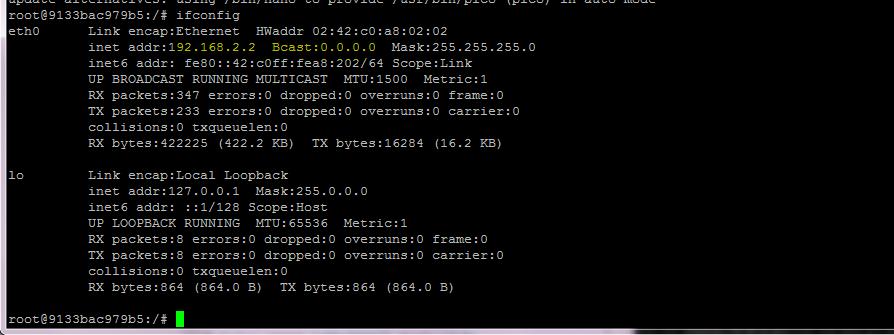 update-alternatives: using /bin/nano to provide /usr/bin/pico (pico) in auto mode
root@9133bac979b5:/# ifconfig
eth0      Link encap:Ethernet  HWaddr 02:42:c0:a8:02:02
          inet addr:192.168.2.2  Bcast:0.0.0.0  Mask:255.255.255.0
          inet6 addr: fe80::42:c0ff:fea8:202/64 Scope:Link
          UP BROADCAST RUNNING MULTICAST  MTU:1500  Metric:1
          RX packets:347 errors:0 dropped:0 overruns:0 frame:0
          TX packets:233 errors:0 dropped:0 overruns:0 carrier:0
          collisions:0 txqueuelen:0
          RX bytes:422225 (422.2 KB)  TX bytes:16284 (16.2 KB)
lo        Link encap:Local Loopback
          inet addr:127.0.0.1  Mask:255.0.0.0
          inet6 addr: ::1/128 Scope:Host
          UP LOOPBACK RUNNING  MTU:65536  Metric:1
          RX packets:8 errors:0 dropped:0 overruns:0 frame:0
          TX packets:8 errors:0 dropped:0 overruns:0 carrier:0
          collisions:0 txqueuelen:0
          RX bytes:864 (864.0 B)  TX bytes:864 (864.0 B)
root@9133bac979b5:/#